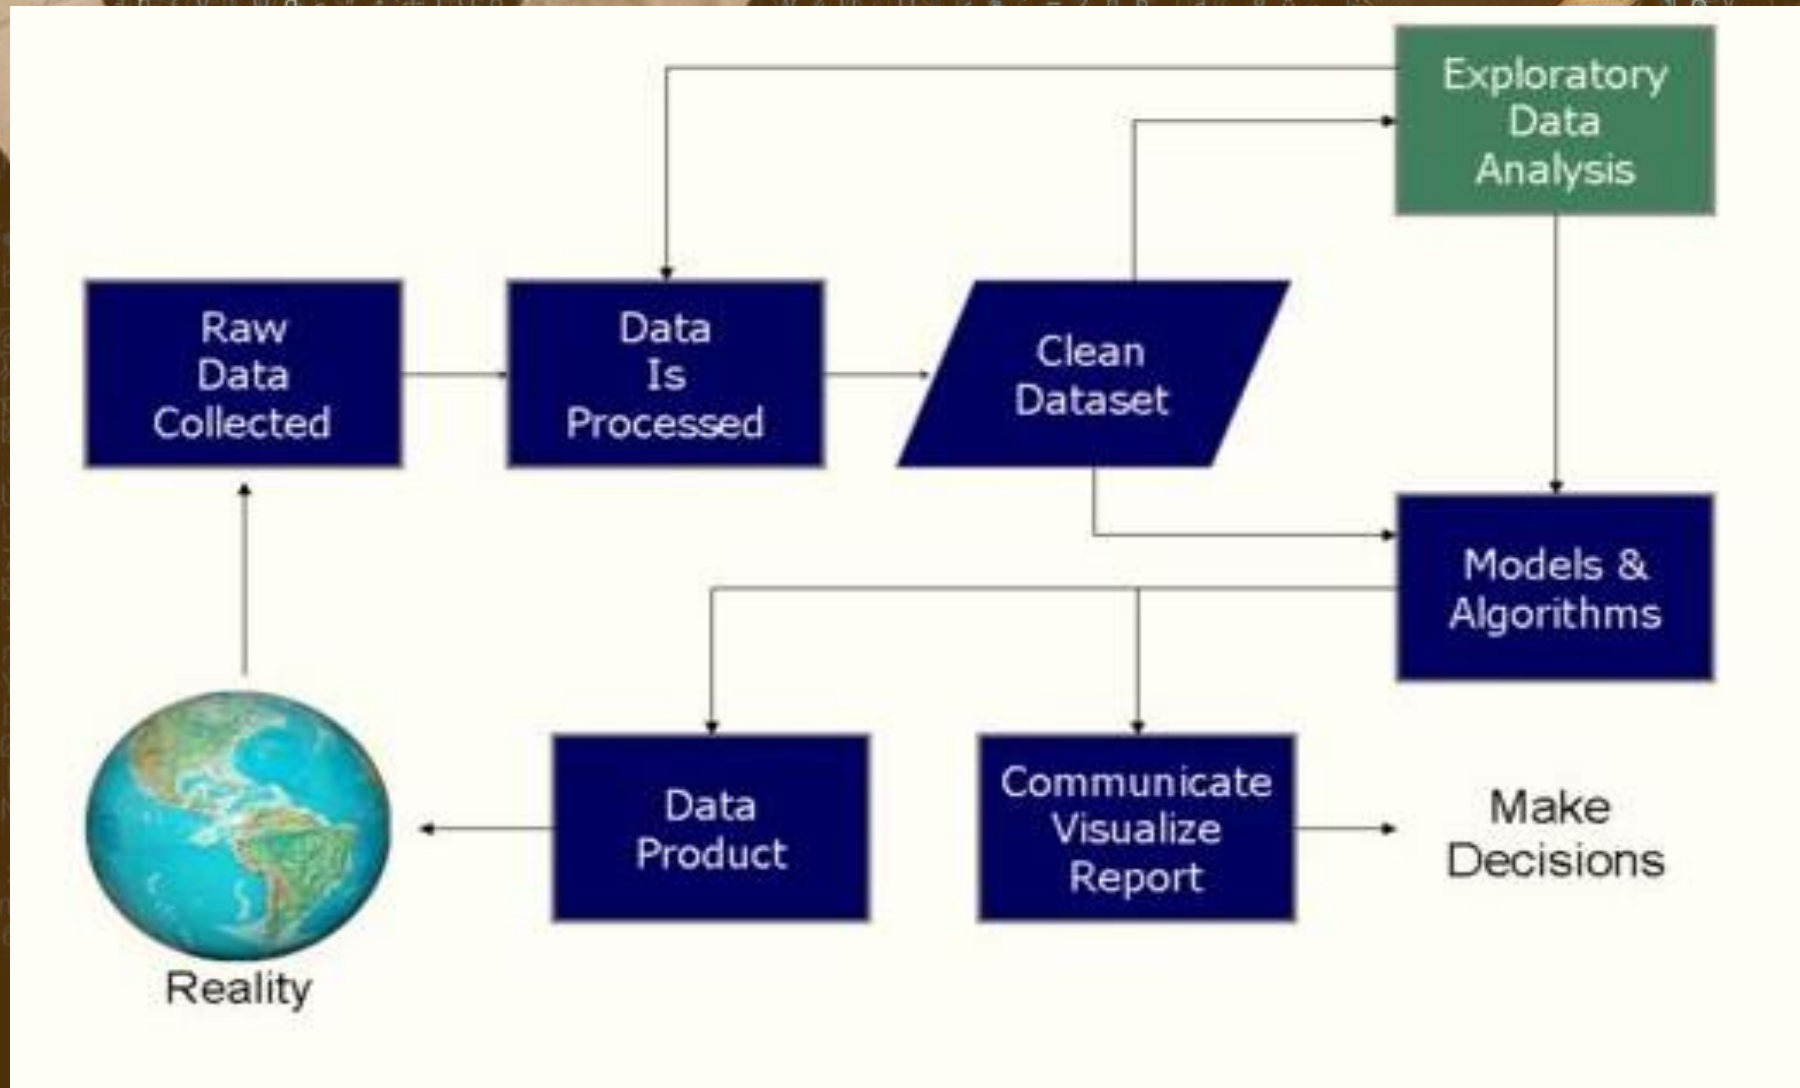 Exploratory
Data
Analysis
Raw
Data
Collected
Data
Is
Processed
Clean
Dataset
Models &
Algorithms
Data
Product
Communicate
Visualize
Report
Make
Decisions
Reality